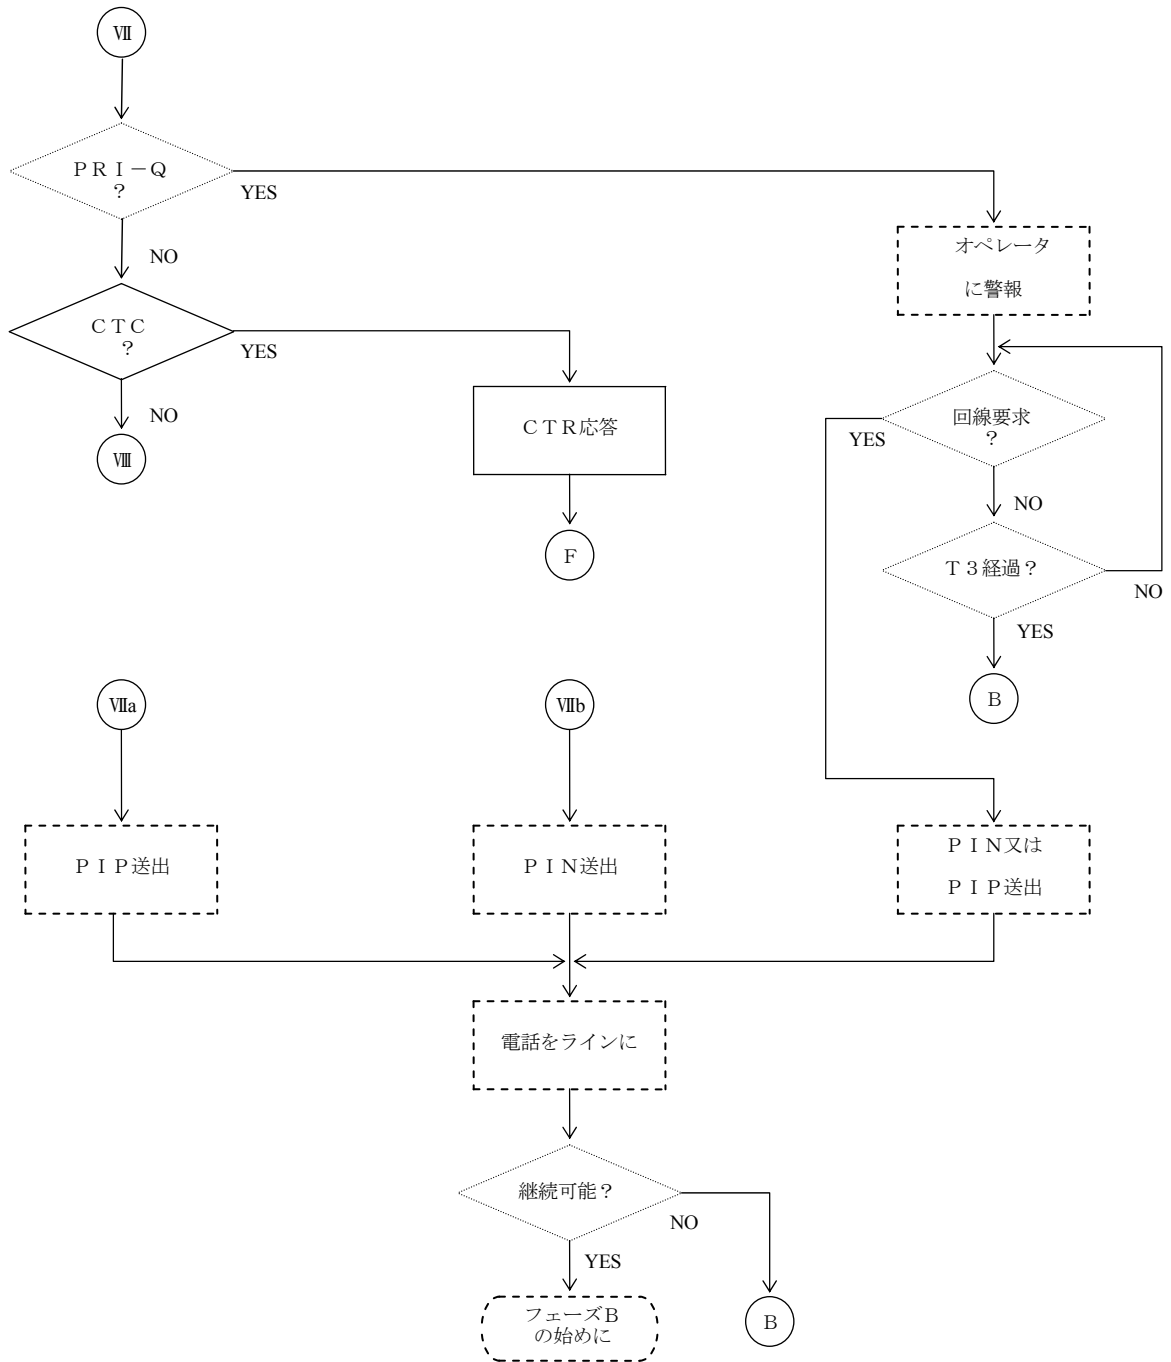 Ⅶ
ＰＲＩ－Ｑ
？
YES
NO
オペレータ
に警報
ＣＴＣ
？
YES
NO
Ⅷ
ＣＴＲ応答
Ｆ
回線要求
？
YES
NO
Ｔ３経過？
NO
YES
Ｂ
Ⅶa
Ⅶb
ＰＩＰ送出
ＰＩＮ送出
ＰＩＮ又は
ＰＩＰ送出
電話をラインに
継続可能？
NO
YES
フェーズＢ
の始めに
Ｂ